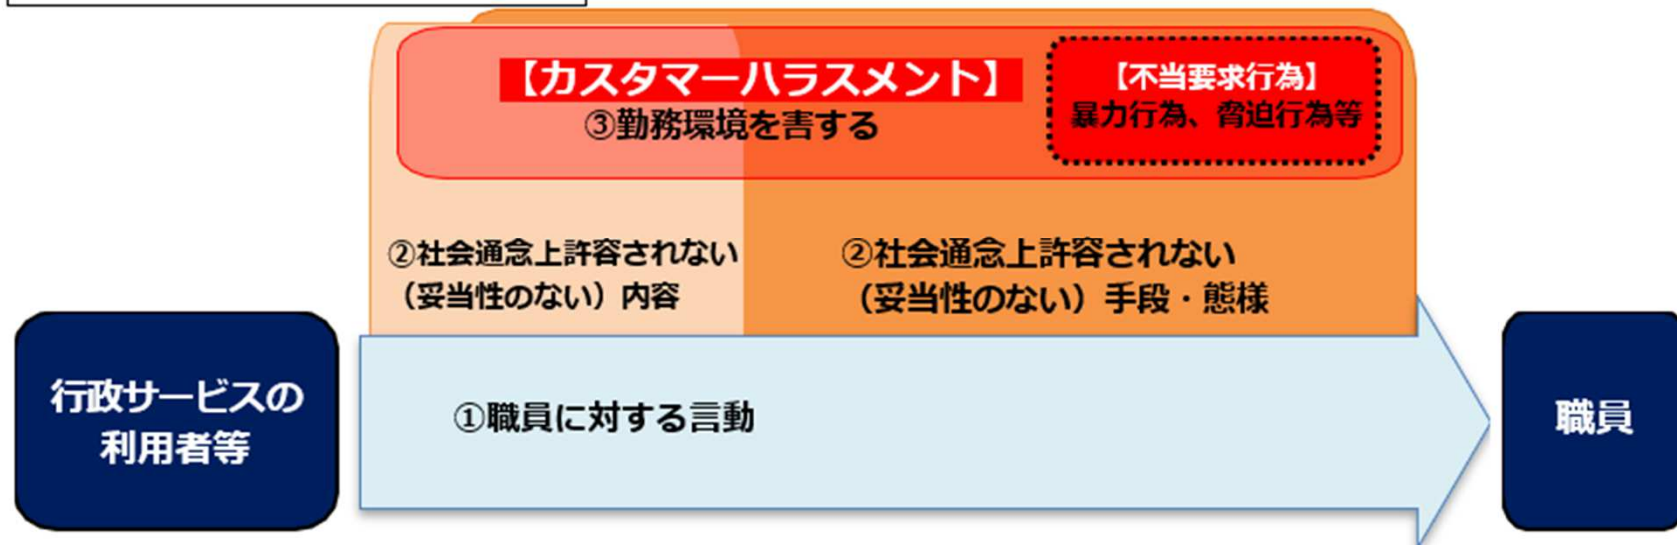 【カスタマーハラスメント】
③勤務環境を害する
【不当要求行為】
暴力行為、脅迫行為等
②社会通念上許容されない
（妥当性のない）内容
②社会通念上許容されない
（妥当性のない）手段・態様
行政サービスの
利用者等
①職員に対する言動
職員